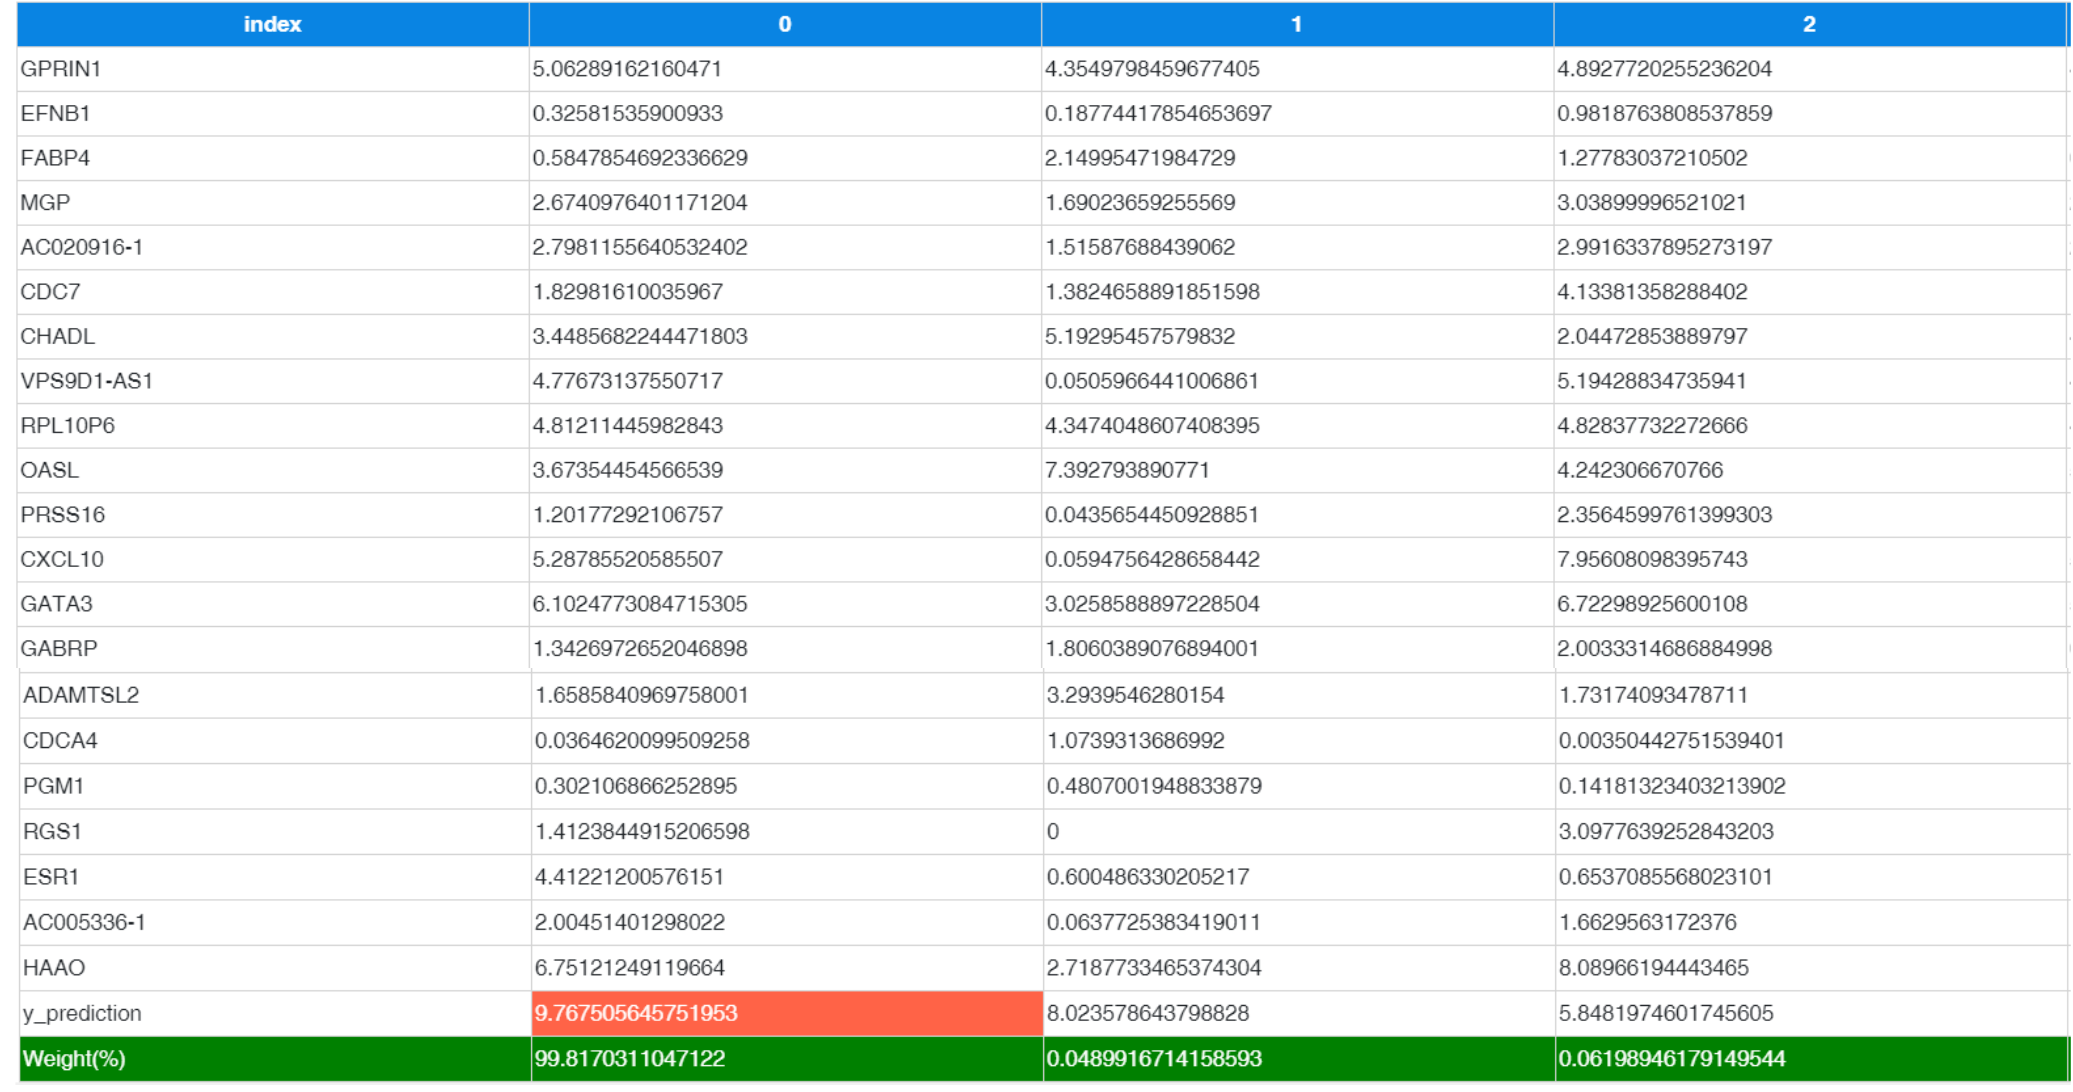 index 0 1 2
GPRIN1 5.06289162160471 4.3549798459677405 4.8927720255236204
EFNB1 0.32581535900933 0.18774417854653697 0.9818763808537859
FABP4 0.5847854692336629 2.14995471984729 1.27783037210502
MGP 2.6740976401171204 1.69023659255569 3.03899996521021
AC020916-1 2.7981155640532402 1.51587688439062 2.9916337895273197
CDC7 1.82981610035967 1.3824658891851598 4.13381358288402
CHADL 3.4485682244471803 5.19295457579832 2.04472853889797
VPS9D1-AS1 4.77673137550717 0.0505966441006861 5.19428834735941
RPL10P6 4.81211445982843 4.3474048607408395 4.82837732272666
OASL 3.67354454566539 7.392793890771 4.242306670766
PRSS16 1.20177292106757 0.0435654450928851 2.3564599761399303
CXCL10 5.28785520585507 0.0594756428658442 7.95608098395743
GATA3 6.1024773084715305 3.0258588897228504 6.72298925600108
GABRP 1.3426972652046898 1.8060389076894001 2.0033314686884998
ADAMTSL2 1.6585840969758001 3.2939546280154 1.73174093478711
CDCA4 0.0364620099509258 1.0739313686992 0.00350442751539401
PGM1 0.302106866252895 0.4807001948833879 0.14181323403213902
RGS1 1.4123844915206598 0 3.0977639252843203
ESR1 4.41221200576151 0.600486330205217 0.6537085568023101
AC005336-1 2.00451401298022 0.0637725383419011 1.6629563172376
HAAO 6.75121249119664 2.7187733465374304 8.08966194443465
y_prediction 9.767505645751953 8.023578643798828 5.8481974601745605
Weight(%) 99.8170311047122 0.0489916714158593 0.06198946179149544